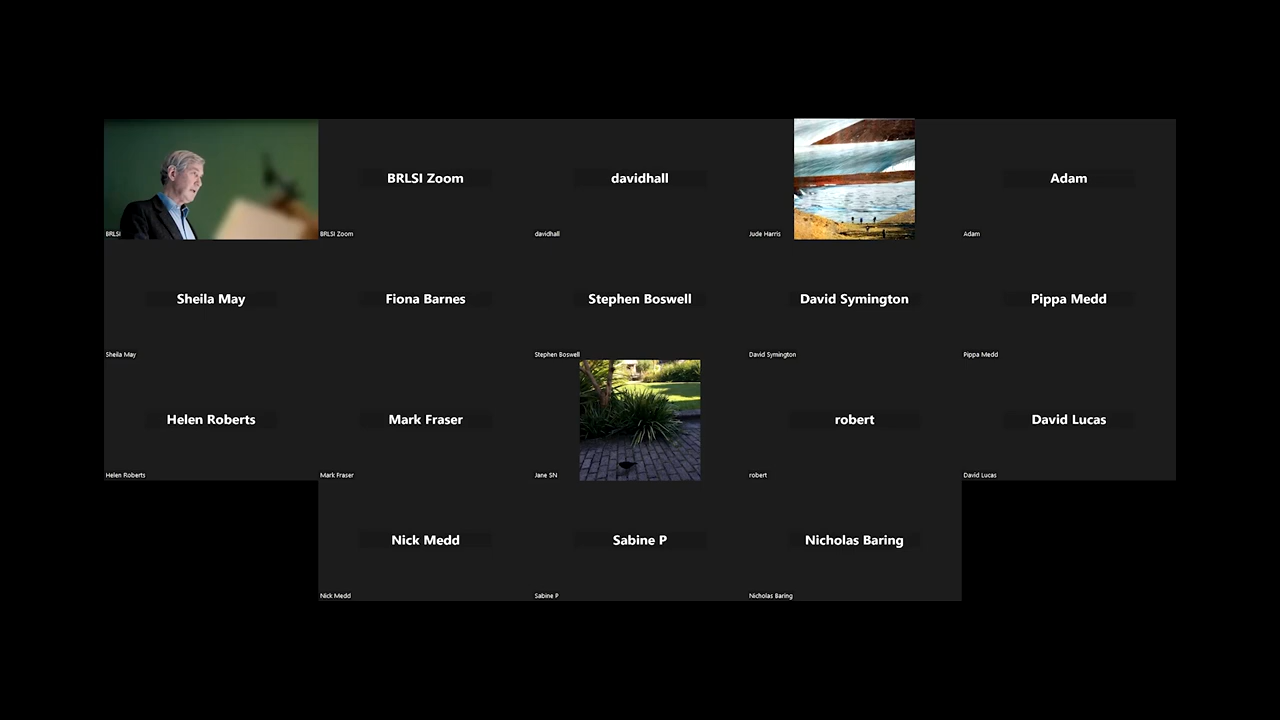 BRLSI Zoom
davidhall
Adam
BRLSI
BRLSI Zoom
davidhall
Jude Harris
Adam
Sheila May
Fiona Barnes
Stephen Boswell
David Symington
Pippa Medd
Sheila May
Stephen Boswell
David Symington
Pippa Medd
Helen Roberts
Mark Fraser
robert
David Lucas
Helen Roberts
Mark Fraser
Jane SN
robert
David Lucas
Nick Medd
Sabine P
Nicholas Baring
Nick Medd
Sabine P
Nicholas Baring